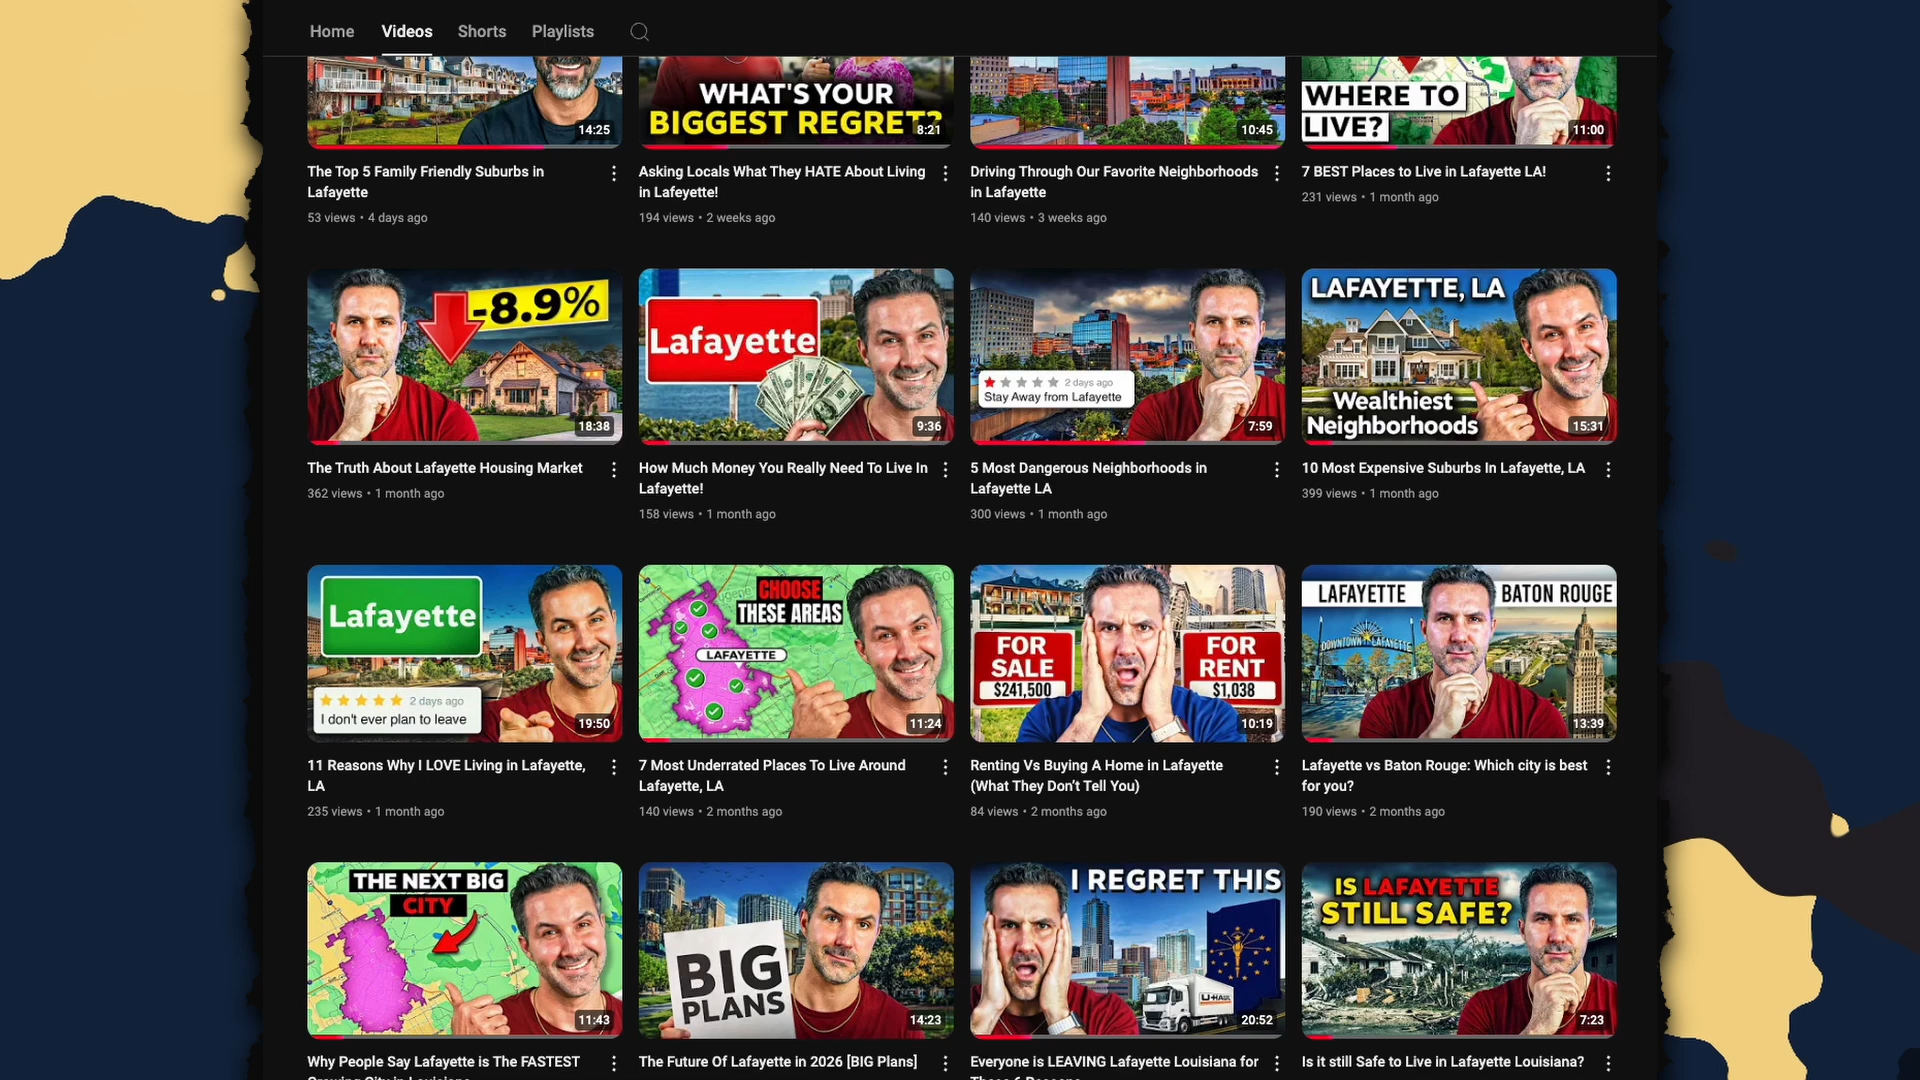 Home Videos Shorts Playlists
14:25
WHAT'S YOUR
BIGGEST REGRET?
8:21
10:45
WHERE TO
LIVE?
11:00
The Top 5 Family Friendly Suburbs in
Lafayette
53 views • 4 days ago
Asking Locals What They HATE About Living
in Lafeyette!
194 views • 2 weeks ago
Driving Through Our Favorite Neighborhoods
in Lafayette
140 views • 3 weeks ago
7 BEST Places to Live in Lafayette LA!
231 views • 1 month ago
-8.9%
18:38
Lafayette
9:36
2 days ago
Stay Away from Lafayette
7:59
LAFAYETTE, LA
Wealthiest
Neighborhoods
15:31
The Truth About Lafayette Housing Market
362 views • 1 month ago
How Much Money You Really Need To Live In
Lafeyette!
158 views • 1 month ago
5 Most Dangerous Neighborhoods in
Lafayette LA
300 views • 1 month ago
10 Most Expensive Suburbs In Lafayette, LA
399 views • 1 month ago
Lafayette
2 days ago
I don't ever plan to leave
19:50
CHOOSE
THESE AREAS
LAFAYETTE
11:24
FOR
SALE
$241,500
FOR
RENT
$1,038
10:19
LAFAYETTE
BATON ROUGE
DOWNTOWN LAFAYETTE
13:39
11 Reasons Why I LOVE Living in Lafayette,
LA
235 views • 1 month ago
7 Most Underrated Places To Live Around
Lafayette, LA
140 views • 2 months ago
Renting Vs Buying A Home in Lafayette
(What They Don’t Tell You)
84 views • 2 months ago
Lafayette vs Baton Rouge: Which city is best
for you?
190 views • 2 months ago
THE NEXT BIG
CITY
11:43
BIG
PLANS
14:23
I REGRET THIS
U-HAUL
20:52
IS LAFAYETTE
STILL SAFE?
7:23
Why People Say Lafayette is The FASTEST
The Future Of Lafayette in 2026 [BIG Plans]
Everyone is LEAVING Lafayette Louisiana for
Is it still Safe to Live in Lafayette Louisiana?